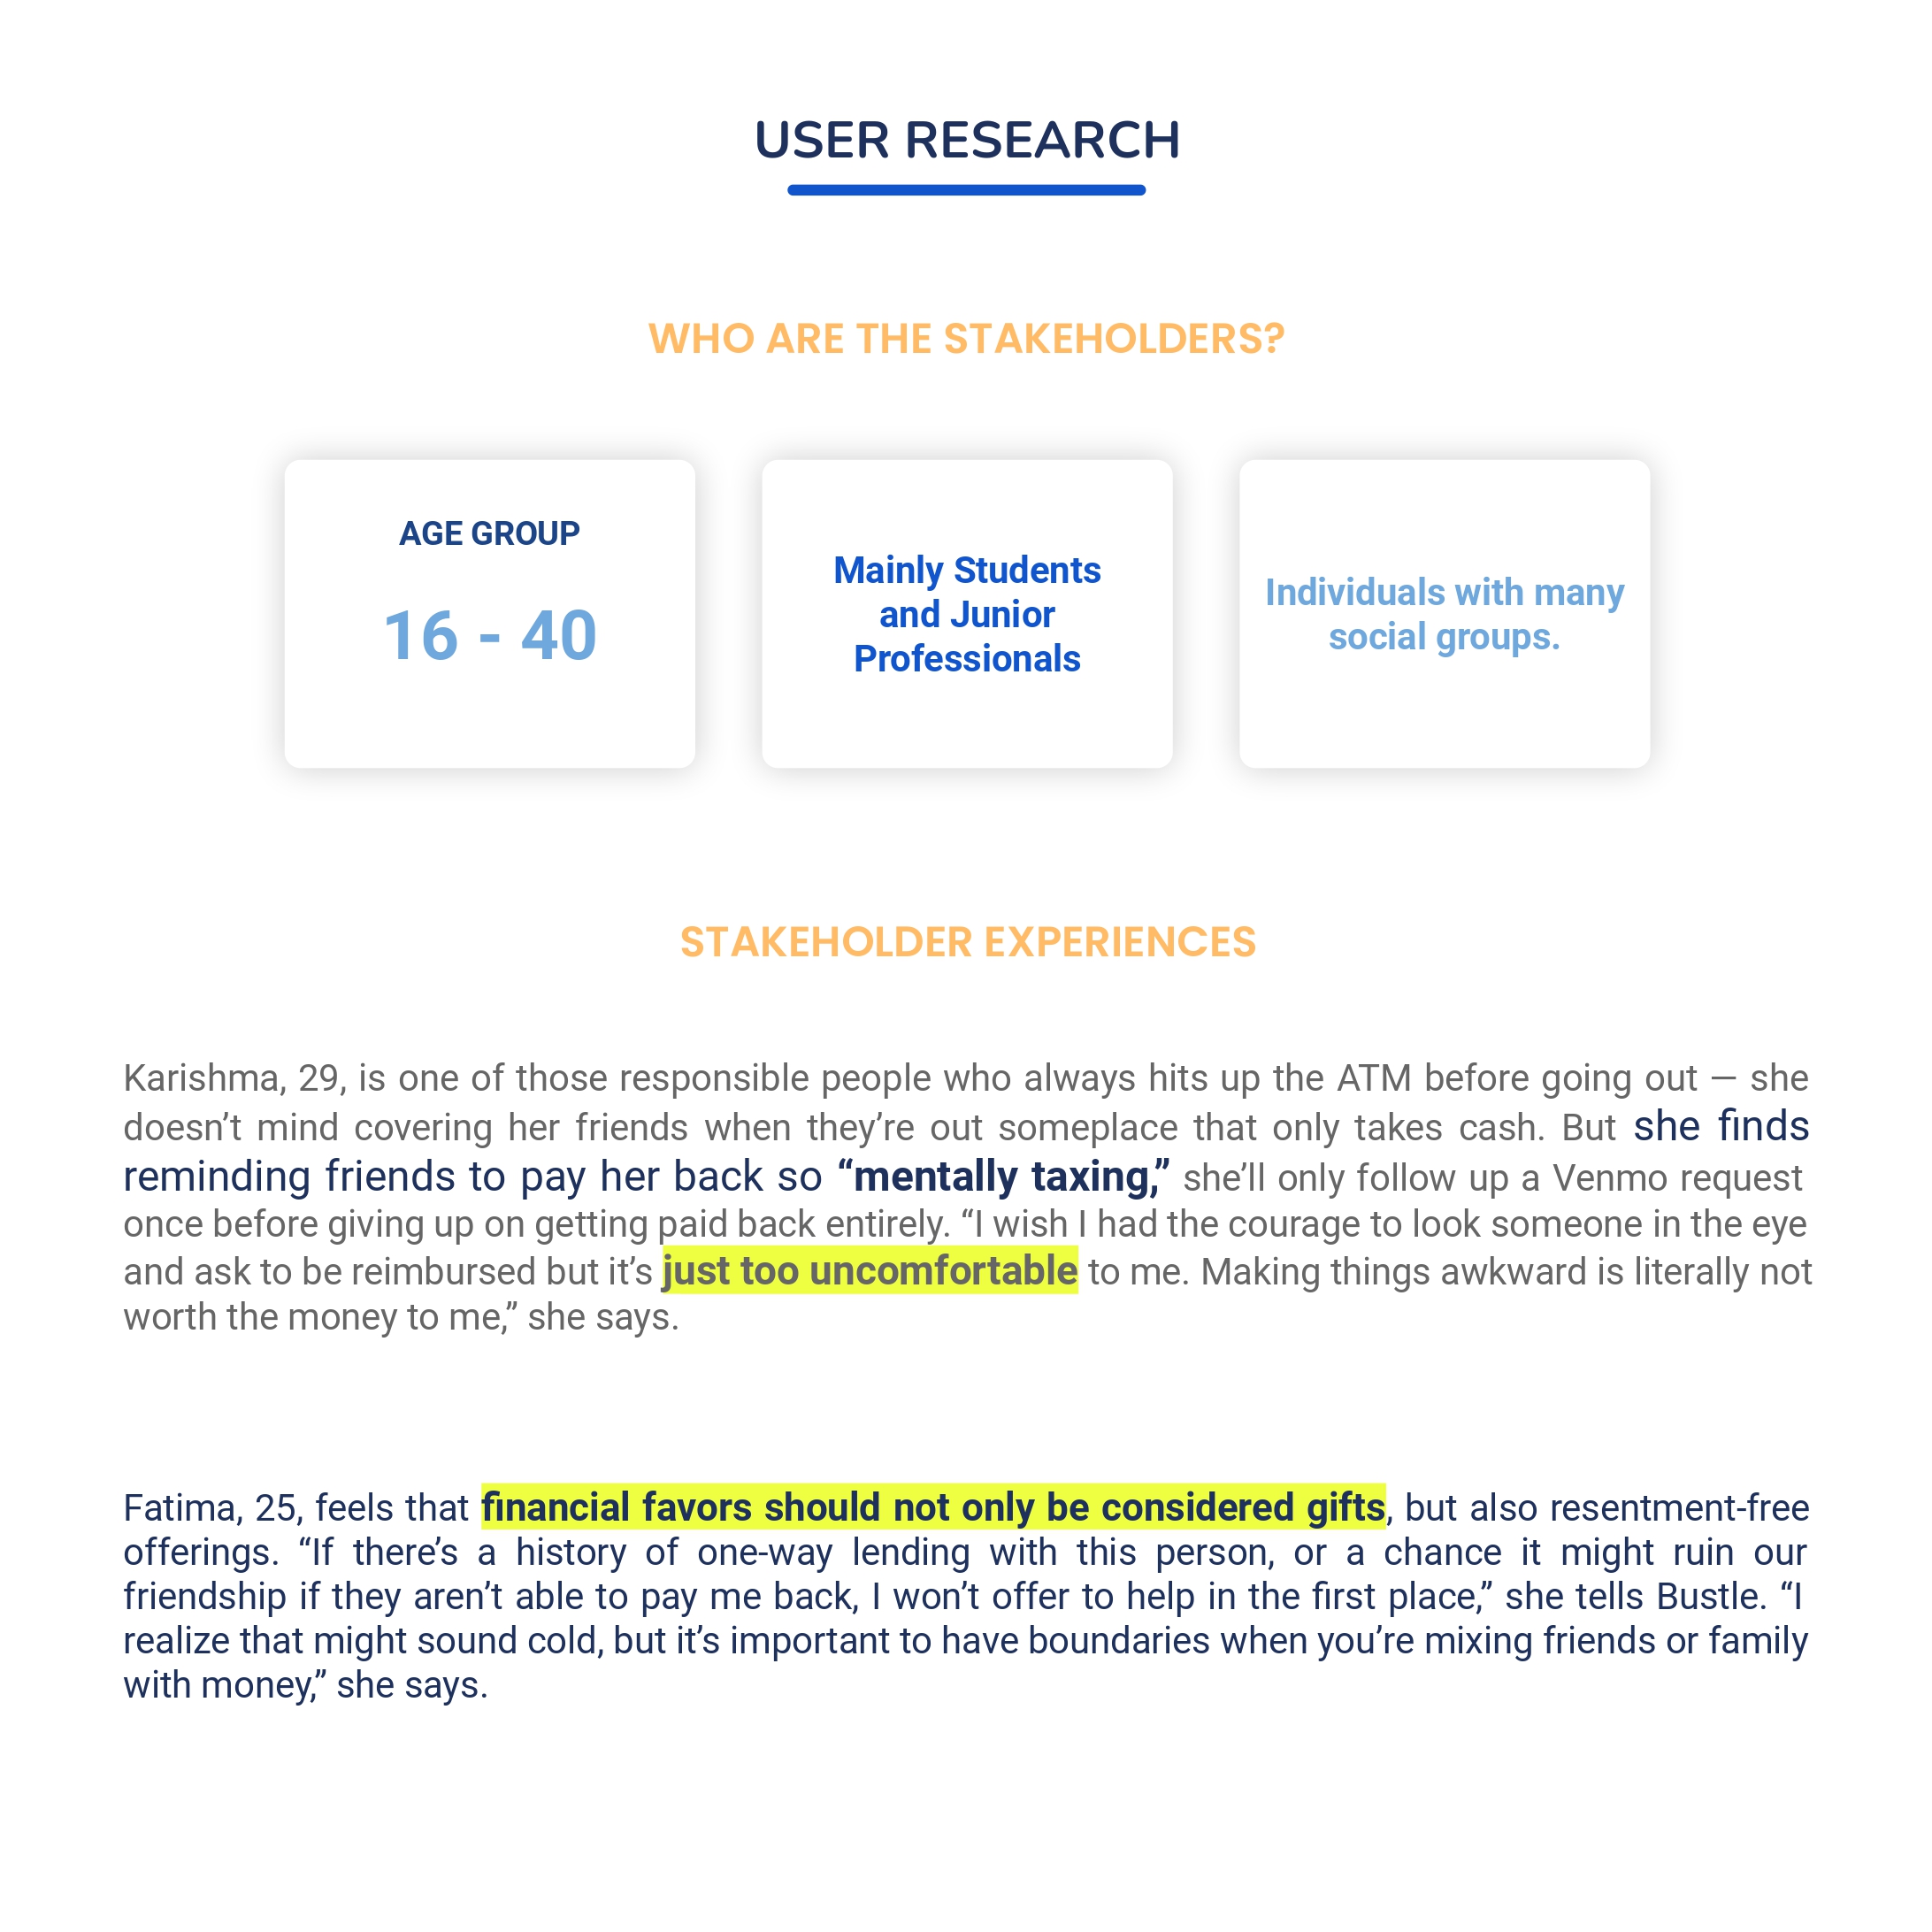 USER RESEARCH
WHO ARE THE STAKEHOLDERS?
AGE GROUP
16 - 40
Mainly Students
and Junior
Professionals
Individuals with many
social groups.
STAKEHOLDER EXPERIENCES
Karishma, 29, is one of those responsible people who always hits up the ATM before going out — she
doesn’t mind covering her friends when they’re out someplace that only takes cash. But she finds
reminding friends to pay her back so “mentally taxing,” she’ll only follow up a Venmo request
once before giving up on getting paid back entirely. “I wish I had the courage to look someone in the eye
and ask to be reimbursed but it’s just too uncomfortable to me. Making things awkward is literally not
worth the money to me,” she says.
Fatima, 25, feels that financial favors should not only be considered gifts, but also resentment-free
offerings. “If there’s a history of one-way lending with this person, or a chance it might ruin our
friendship if they aren’t able to pay me back, I won’t offer to help in the first place,” she tells Bustle. “I
realize that might sound cold, but it’s important to have boundaries when you’re mixing friends or family
with money,” she says.